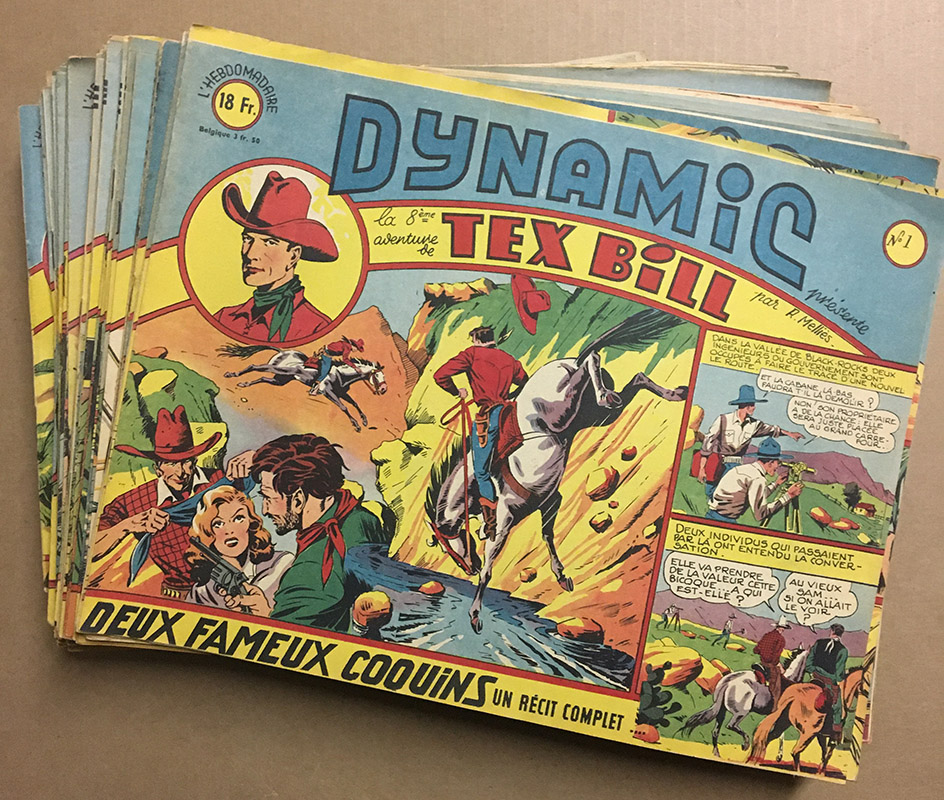 L'HEBDOMADAIRE
18 Fr.
Belgique 3 fr. 50
DYNAMIC
N°1
la 8ème
aventure
de
TEX BILL
présente
par R. Melliès.
DANS LA VALLÉE DE BLACK-ROCKS DEUX
INGÉNIEURS DU GOUVERNEMENT SONT
OCCUPÉS À FAIRE LE TRACÉ D'UNE NOUVEL
LE ROUTE.
ET LA CABANE, LÀ BAS
FAUDRA T'IL LA DÉMOLIR ?
NON ! SON PROPRIÉTAIRE
A DE LA CHANCE : ELLE
SERA JUSTE PLACÉE
AU GRAND CARRE-
FOUR.
DEUX INDIVIDUS QUI PASSAIENT
PAR LÀ ONT ENTENDU LA CONVER-
SATION.
ELLE VA PRENDRE
DE LA VALEUR CETTE
BICOQUE... A QUI
EST-ELLE ?
AU VIEUX
SAM...
SI ON ALLAIT
LE VOIR
?
DEUX FAMEUX COQUINS UN RÉCIT COMPLET ....